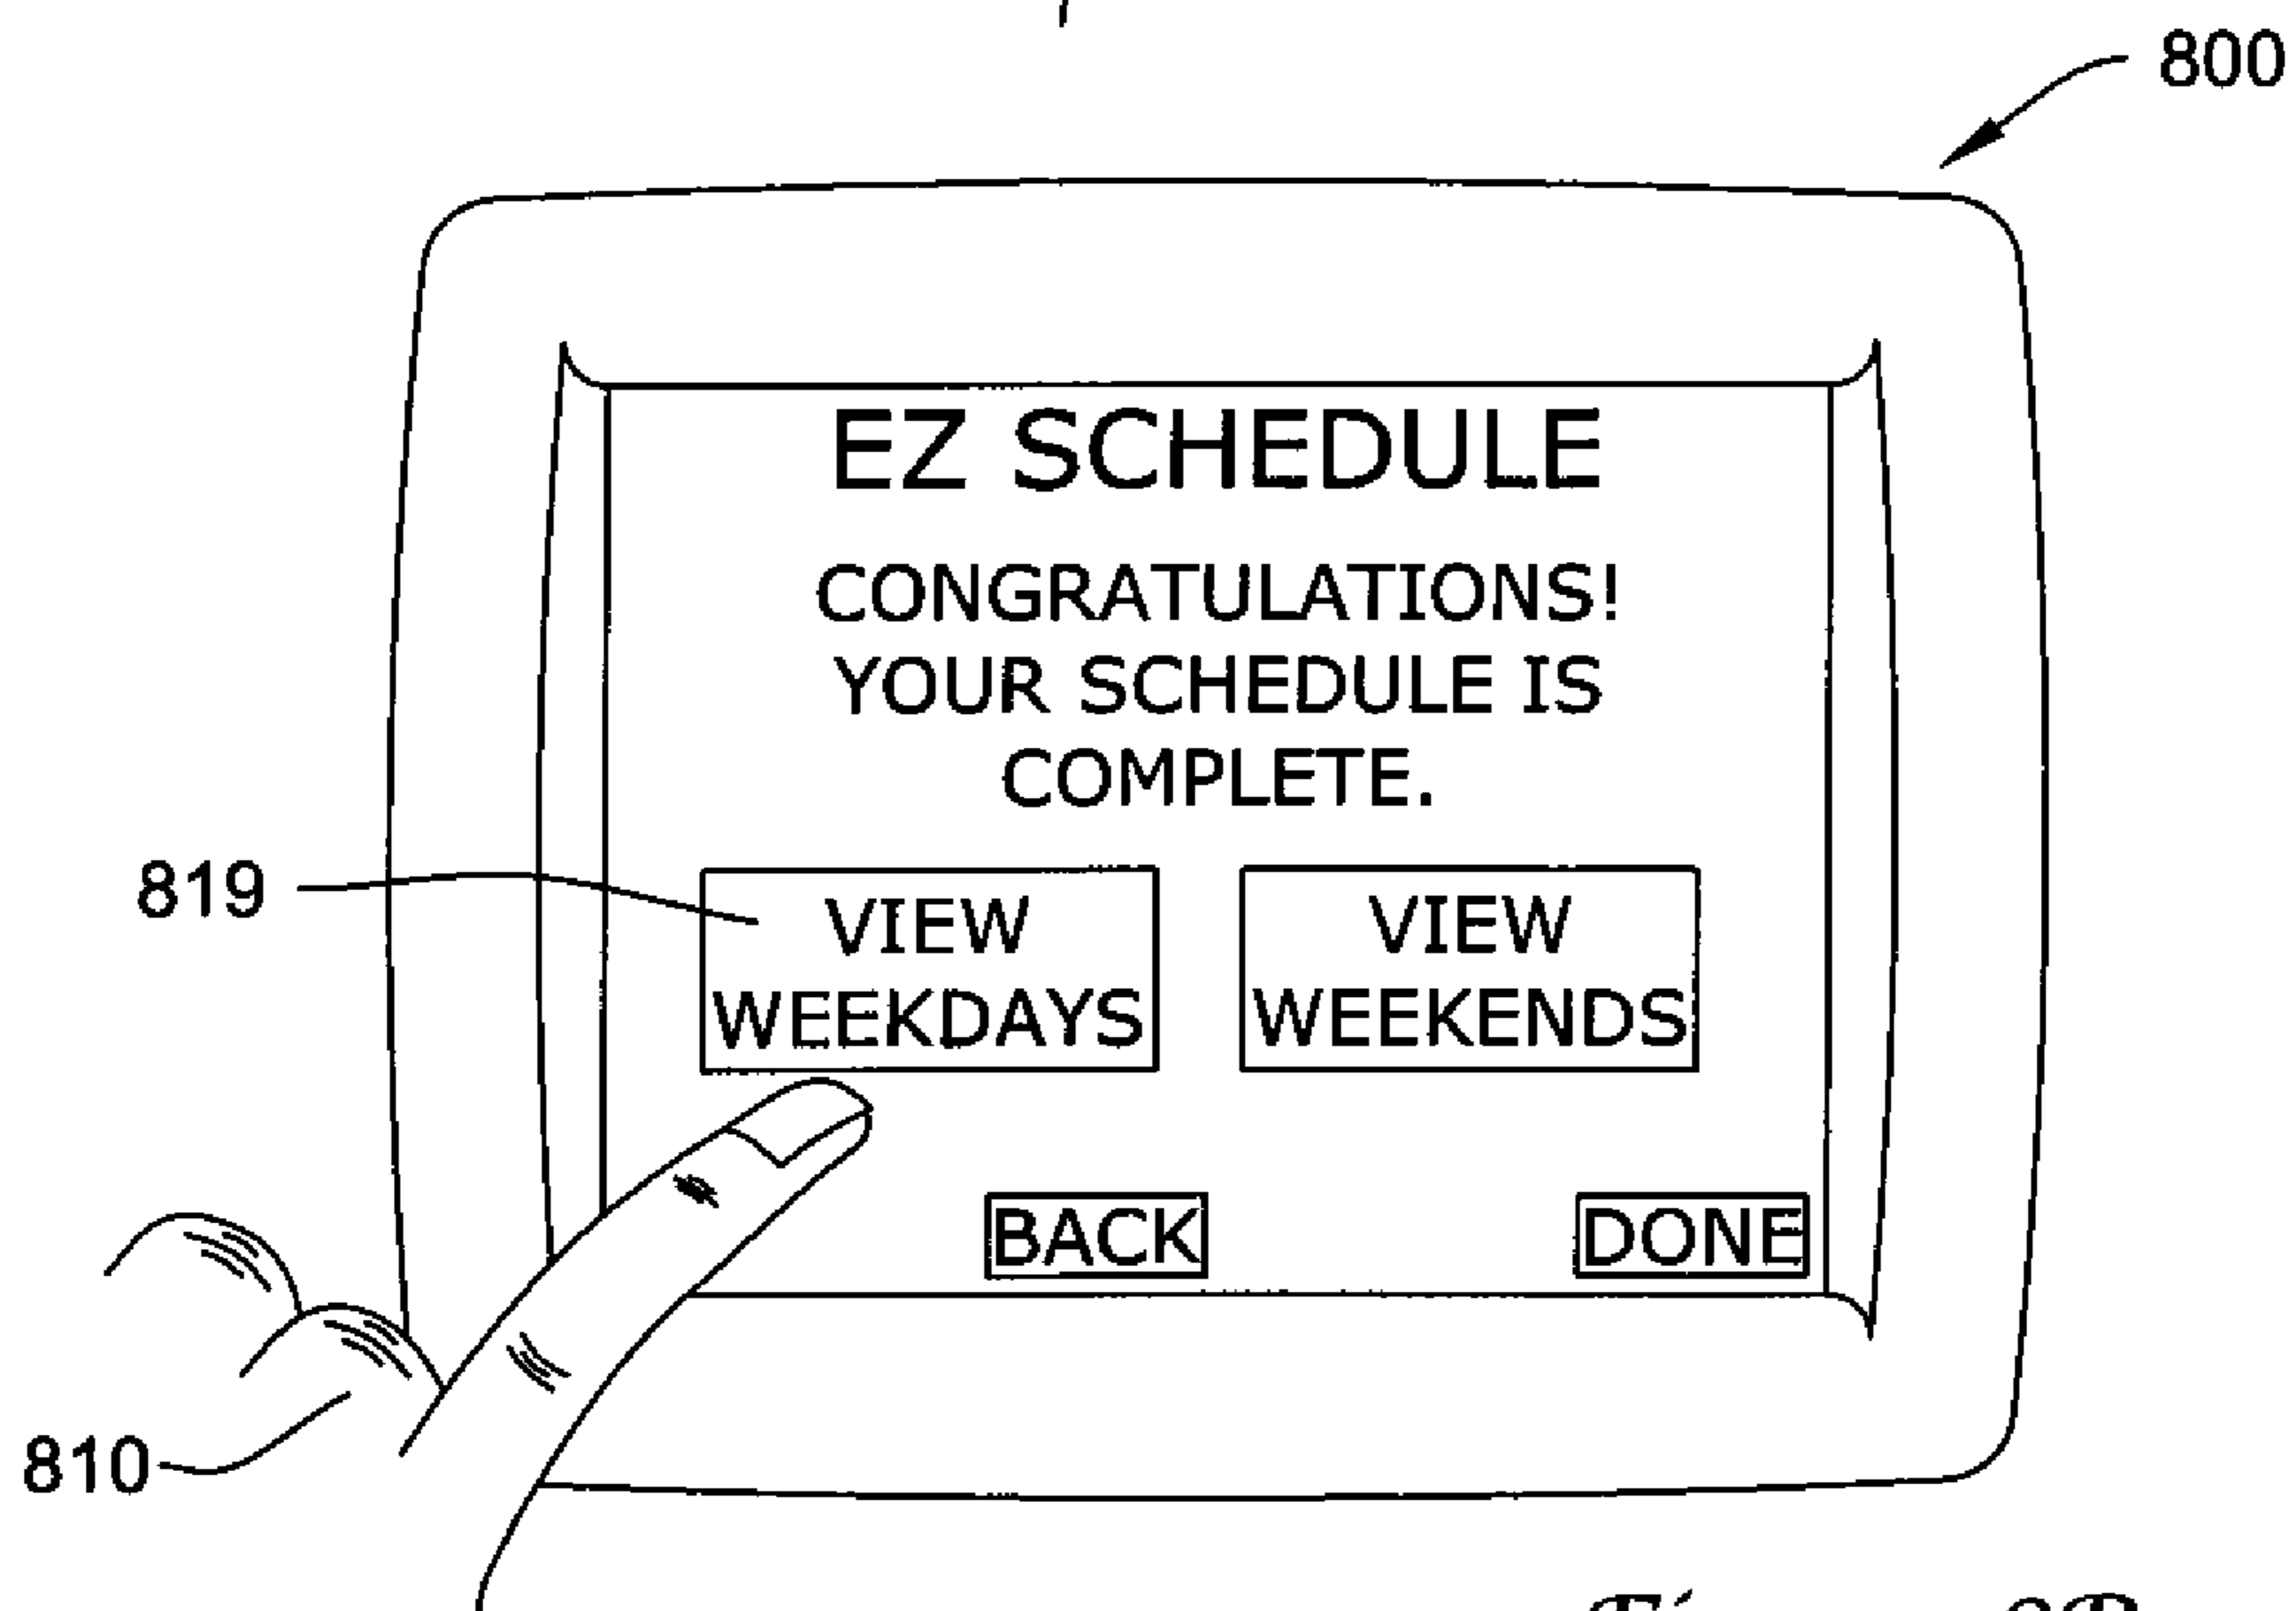 800
EZ SCHEDULE
CONGRATULATIONS!
YOUR SCHEDULE IS
COMPLETE.
819
VIEW
WEEKDAYS
VIEW
WEEKENDS
BACK
DONE
810